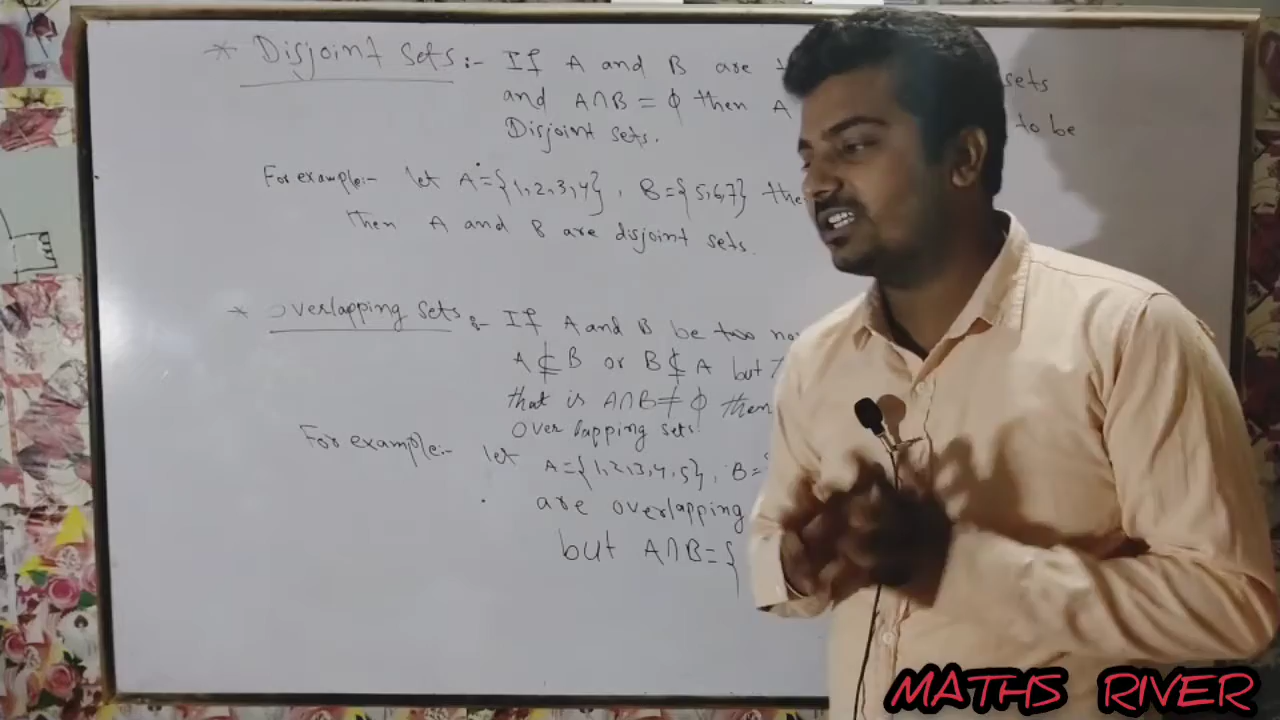 * Disjoint sets :- If A and B are sets
and A∩B = ϕ then A to be
Disjoint sets.
For example:- let A={1,2,3,4}, B={5,6,7}
then A and B are disjoint sets.
* overlapping sets :- If A and B be two
A⊈B or B⊈A but
that is A∩B≠ϕ then
Overlapping sets
For example:- let A={1,2,3,4,5}, B=
are overlapping
but A∩B={
MATHS RIVER